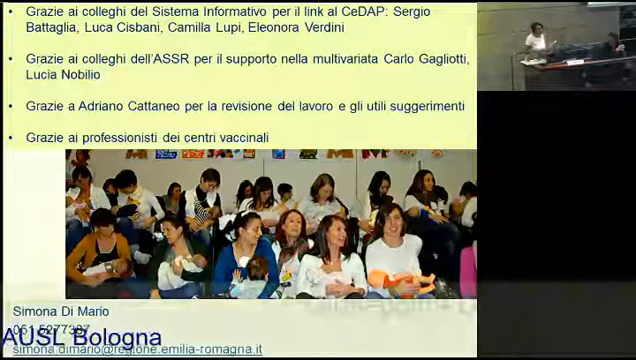 • Grazie ai colleghi del Sistema Informativo per il link al CeDAP: Sergio
Battaglia, Luca Cisbani, Camilla Lupi, Eleonora Verdini
• Grazie ai colleghi dell'ASSR per il supporto nella multivariata Carlo Gagliotti,
Lucia Nobilio
• Grazie a Adriano Cattaneo per la revisione del lavoro e gli utili suggerimenti
• Grazie ai professionisti dei centri vaccinali
Simona Di Mario
AUSL Bologna
simona.dimario@regione.emilia-romagna.it